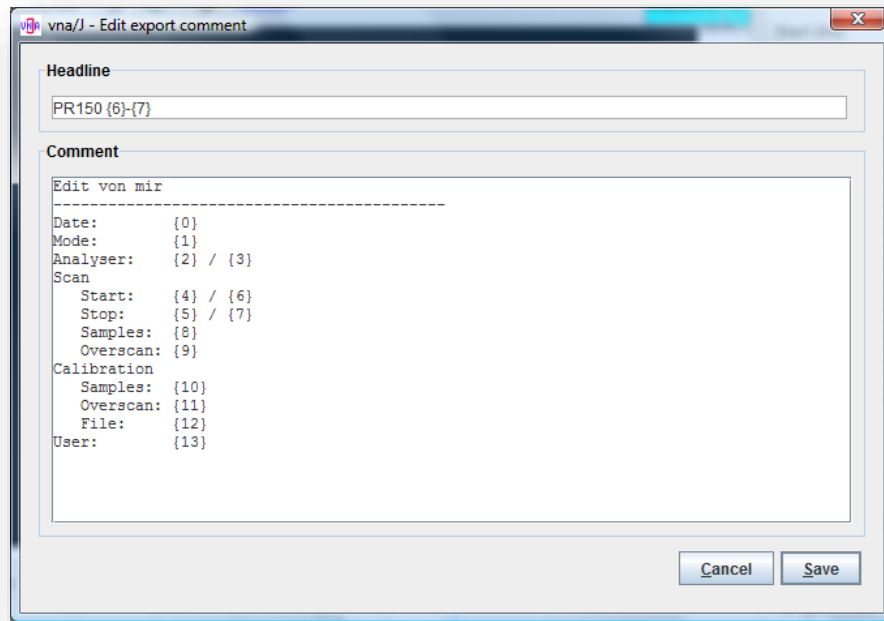 VNA vna/J - Edit export comment
Headline
PR150 {6}-{7}
Comment
Edit von mir
-------------------------------------------
Date: {0}
Mode: {1}
Analyser: {2} / {3}
Scan
Start: {4} / {6}
Stop: {5} / {7}
Samples: {8}
Overscan: {9}
Calibration
Samples: {10}
Overscan: {11}
File: {12}
User: {13}
Cancel Save